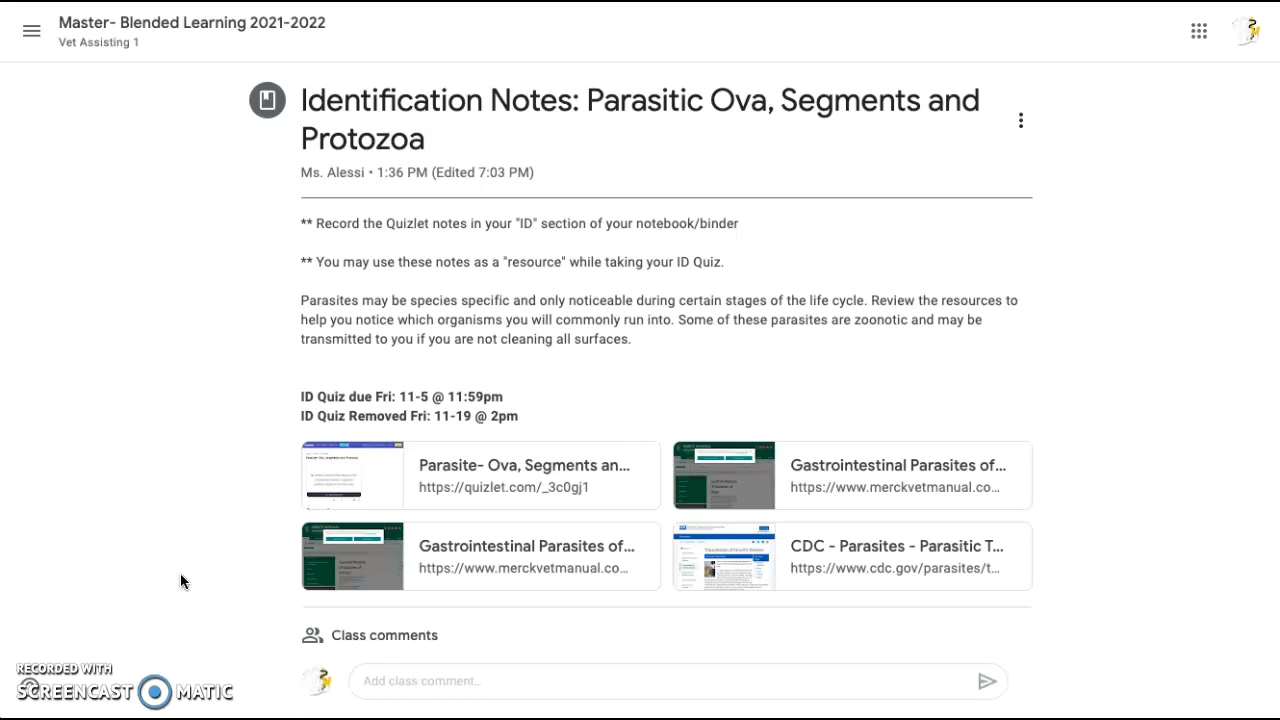 Master- Blended Learning 2021-2022
Vet Assisting 1
Identification Notes: Parasitic Ova, Segments and
Protozoa
Ms. Alessi • 1:36 PM (Edited 7:03 PM)
** Record the Quizlet notes in your "ID" section of your notebook/binder
** You may use these notes as a "resource" while taking your ID Quiz.
Parasites may be species specific and only noticeable during certain stages of the life cycle. Review the resources to
help you notice which organisms you will commonly run into. Some of these parasites are zoonotic and may be
transmitted to you if you are not cleaning all surfaces.
ID Quiz due Fri: 11-5 @ 11:59pm
ID Quiz Removed Fri: 11-19 @ 2pm
Parasite- Ova, Segments an...
https://quizlet.com/_3c0gj1
Gastrointestinal Parasites of...
https://www.merckvetmanual.co...
Gastrointestinal Parasites of...
https://www.merckvetmanual.co...
CDC - Parasites - Parasitic T...
https://www.cdc.gov/parasites/t...
Class comments
Add class comment...
RECORDED WITH
SCREENCAST MATIC